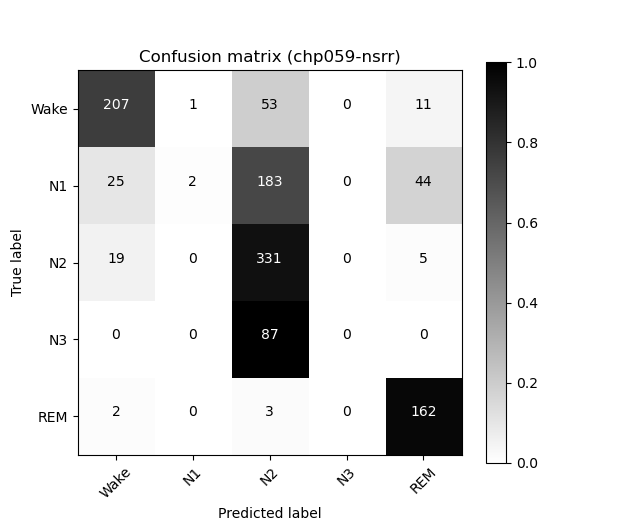 Confusion matrix (chp059-nsrr)
1.0
Wake 207 1 53 0 11
0.8
N1 25 2 183 0 44
0.6
True label
N2 19 0 331 0 5
0.4
N3 0 0 87 0 0
0.2
REM 2 0 3 0 162
0.0
Wake N1 N2 N3 REM
Predicted label